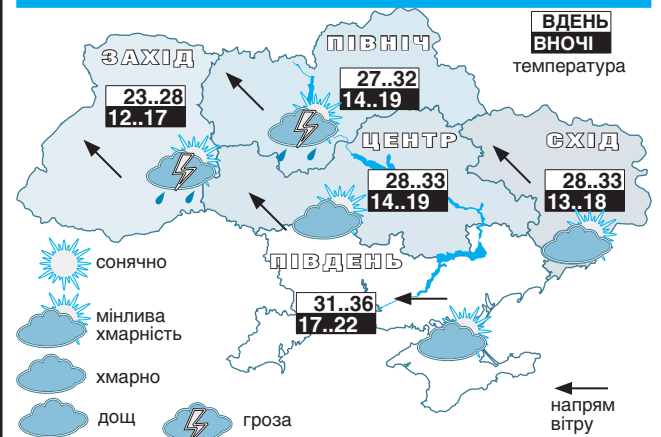 ВДЕНЬ
ВНОЧІ
температура
ПІВНІЧ
27..32
14..19
ЗАХІД
23..28
12..17
ЦЕНТР
28..33
14..19
СХІД
28..33
13..18
ПІВДЕНЬ
31..36
17..22
сонячно
мінлива
хмарність
хмарно
дощ
гроза
напрям
вітру